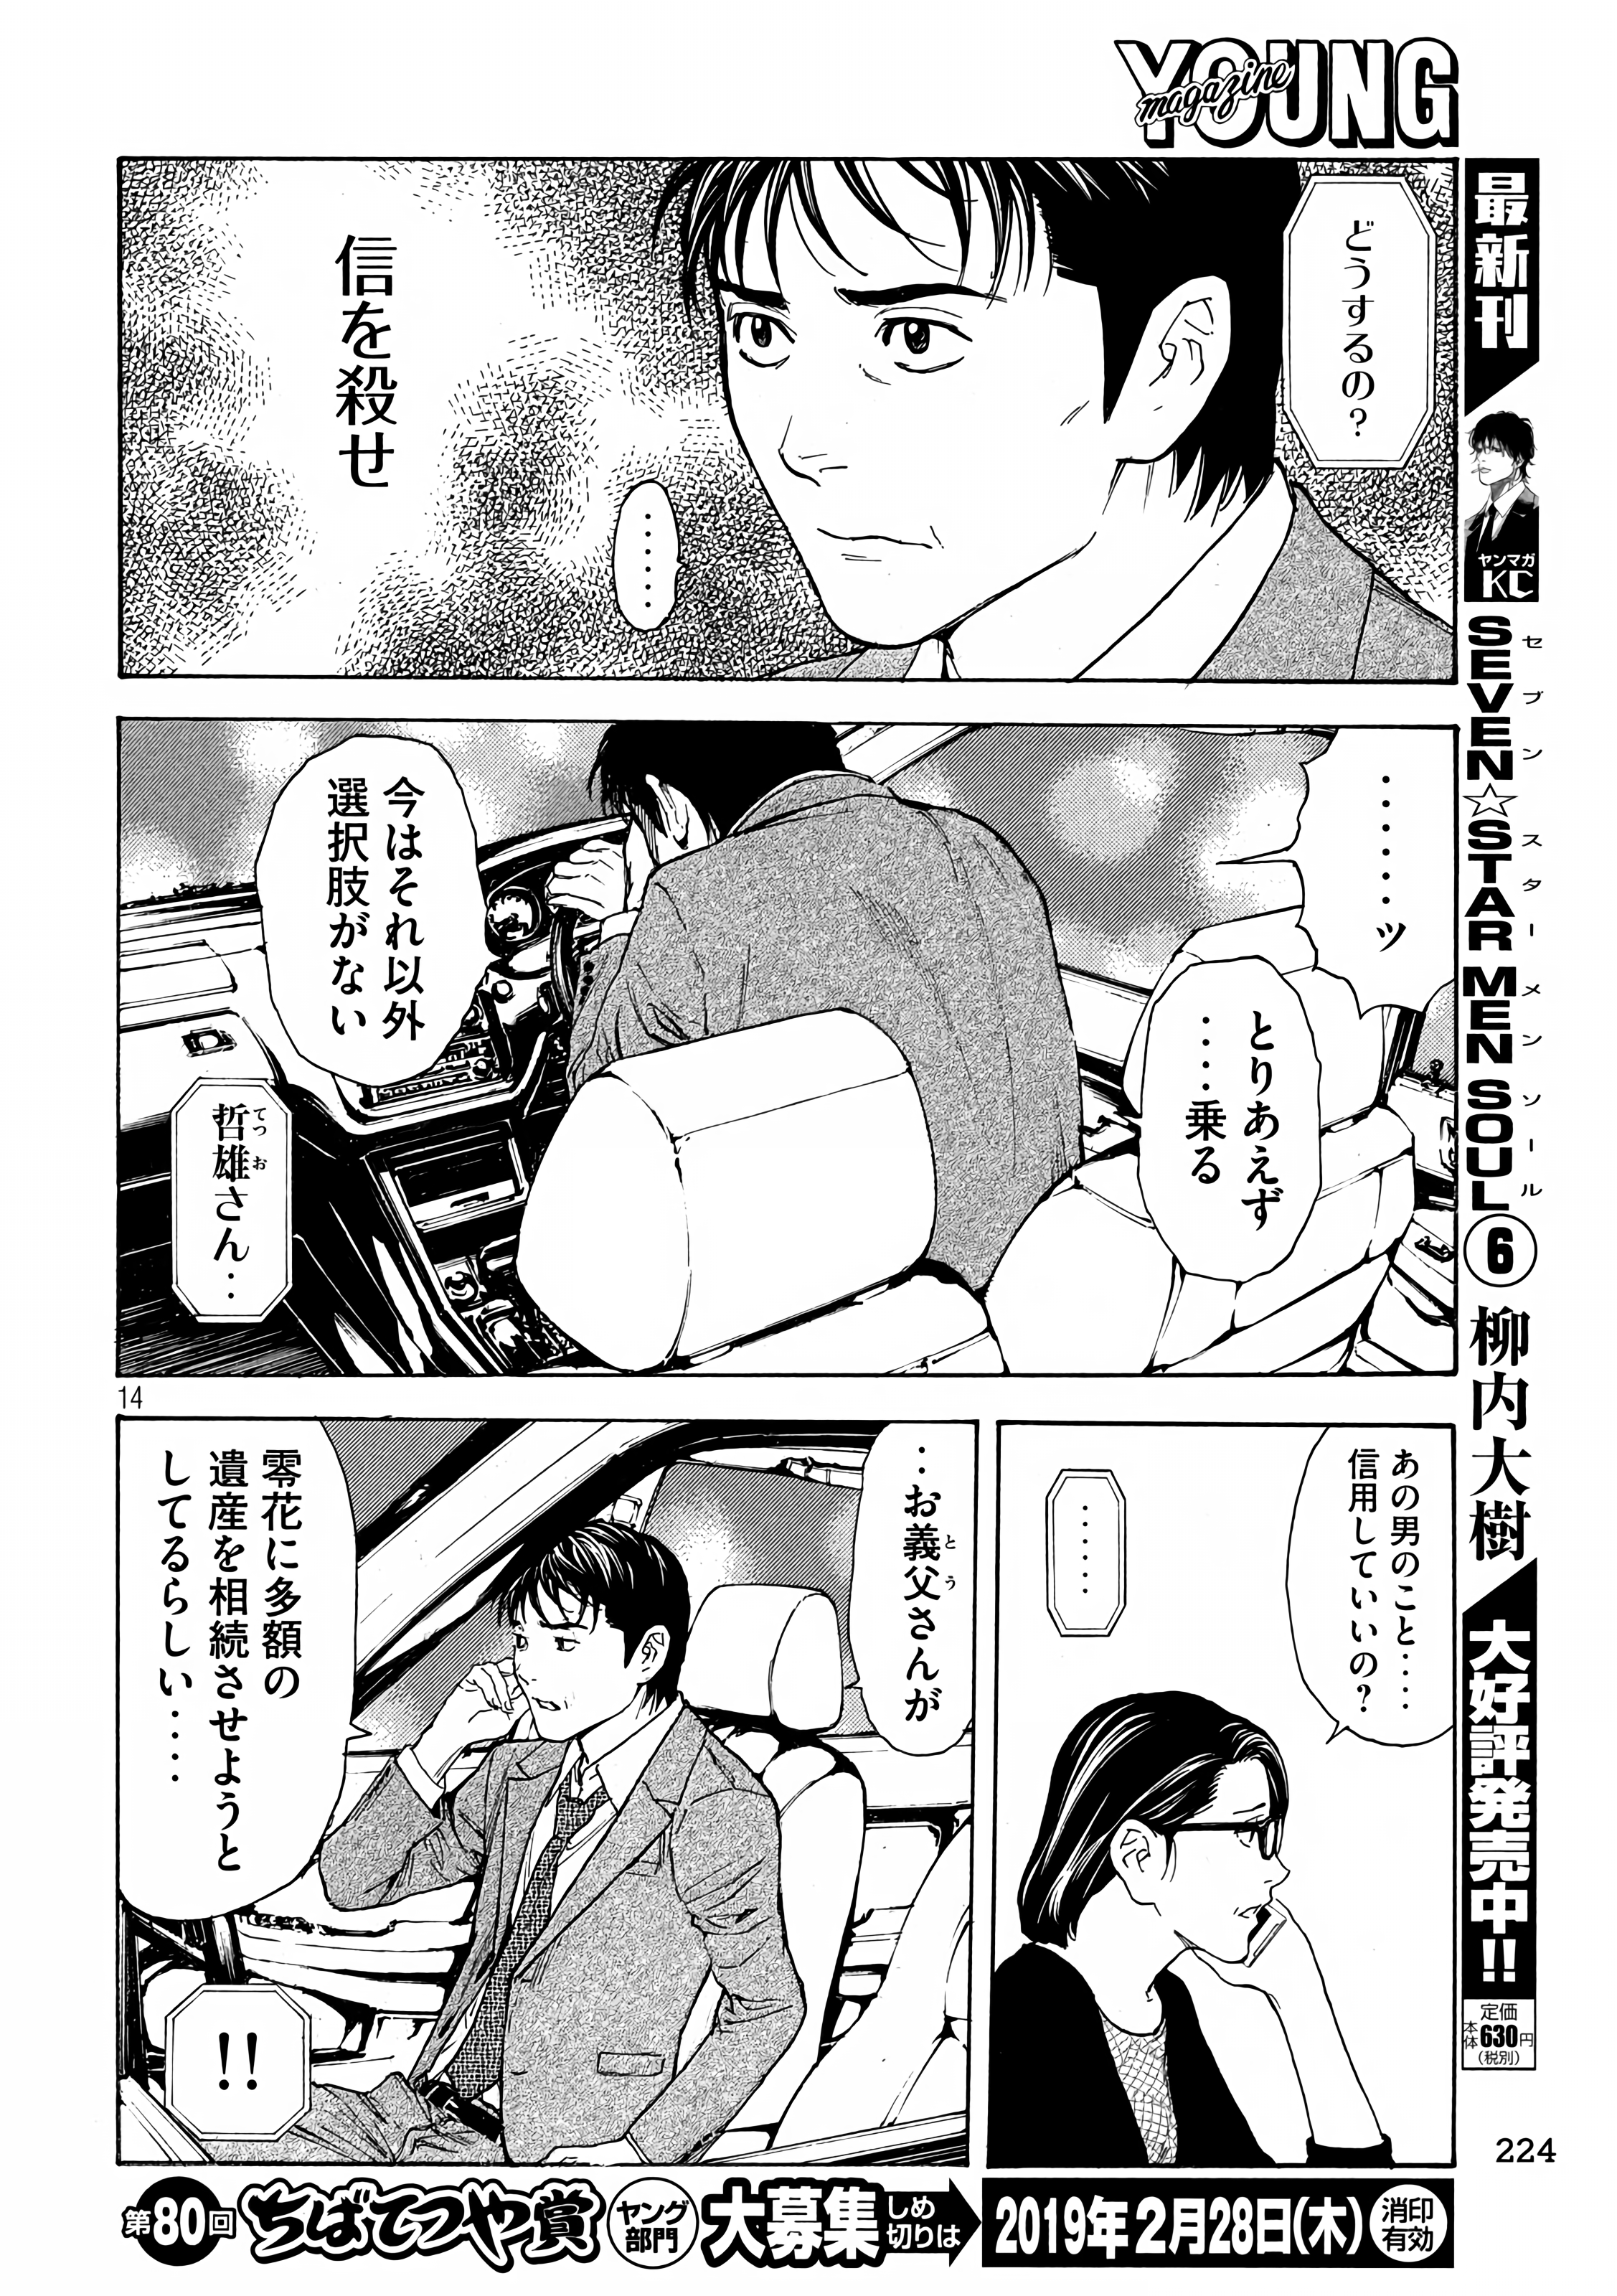 YOUNG
magazine
どうするの?
・・・・・・
信を殺せ
・・・・・・ッ
とりあえず
・・・・乗る
今はそれ以外
選択肢がない
哲雄さん・・
てつお
14
あの男のこと・・・・
信用していいの?
・・・・・・
・・お義父さんが
とう
零花に多額の
遺産を相続させようと
してるらしい・・・・・
!!
最新刊
ヤンマガ
KC
SEVEN☆STAR MEN SOUL⑥
セブンスターメンソール
柳内大樹
大好評発売中!!
定価
本体630円
(税別)
224
第80回
ちばてつや賞
ヤング
部門
大募集
しめ
切りは
2019年2月28日(木)
消印
有効